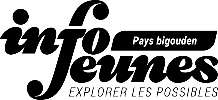 info
Pays bigouden
Jeunes
EXPLORER LES POSSIBLES